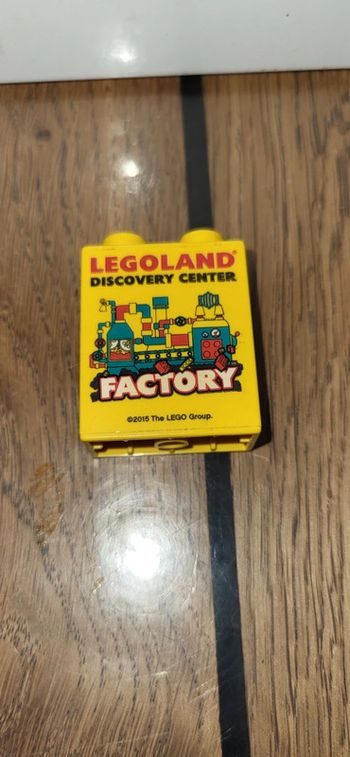 LEGOLAND®
DISCOVERY CENTER
FACTORY
©2015 The LEGO Group.